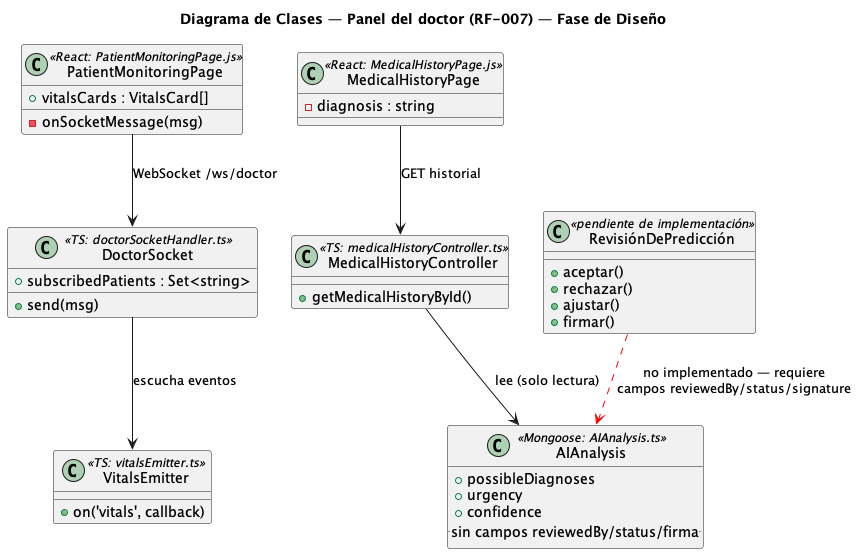 Diagrama de Clases — Panel del doctor (RF-007) — Fase de Diseño
C
«React: PatientMonitoringPage.js»
PatientMonitoringPage
vitalsCards : VitalsCard[]
onSocketMessage(msg)
C
«React: MedicalHistoryPage.js»
MedicalHistoryPage
diagnosis : string
WebSocket /ws/doctor
GET historial
C
«TS: doctorSocketHandler.ts»
DoctorSocket
subscribedPatients : Set<string>
send(msg)
C
«TS: medicalHistoryController.ts»
MedicalHistoryController
getMedicalHistoryById()
C
«pendiente de implementación»
RevisiónDePredicción
aceptar()
rechazar()
ajustar()
firmar()
escucha eventos
lee (solo lectura)
no implementado — requiere
campos reviewedBy/status/signature
C
«TS: vitalsEmitter.ts»
VitalsEmitter
on('vitals', callback)
C
«Mongoose: AIAnalysis.ts»
AIAnalysis
possibleDiagnoses
urgency
confidence
sin campos reviewedBy/status/firma